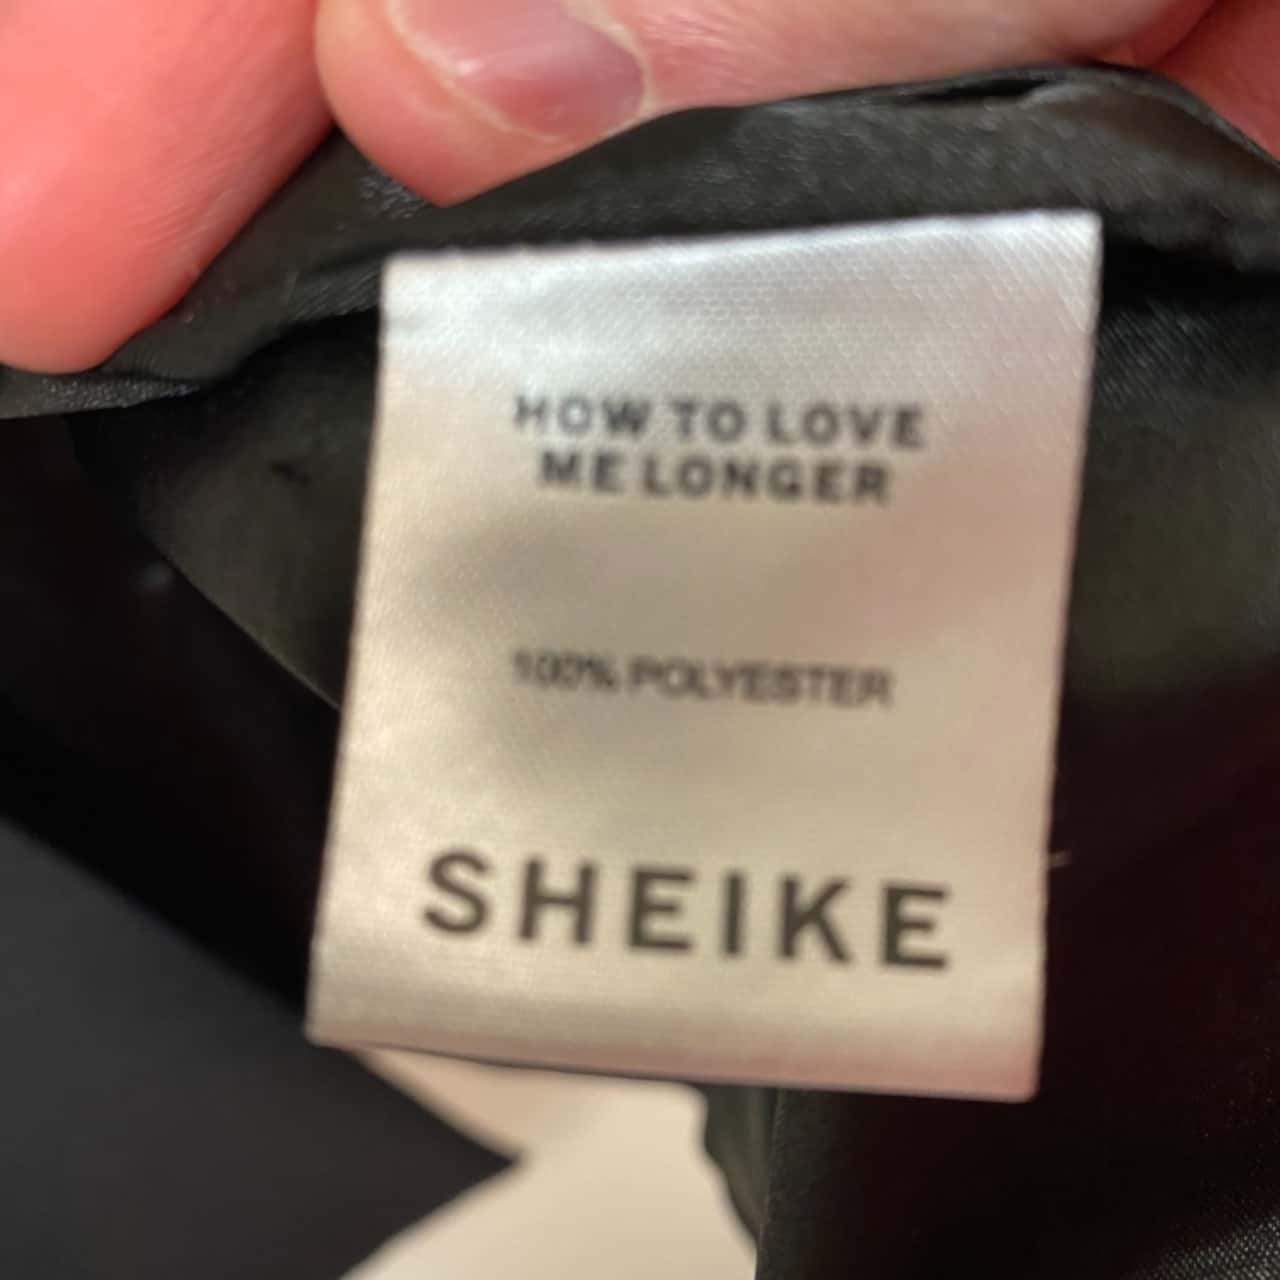 HOW TO LOVE
ME LONGER
100% POLYESTER
SHEIKE